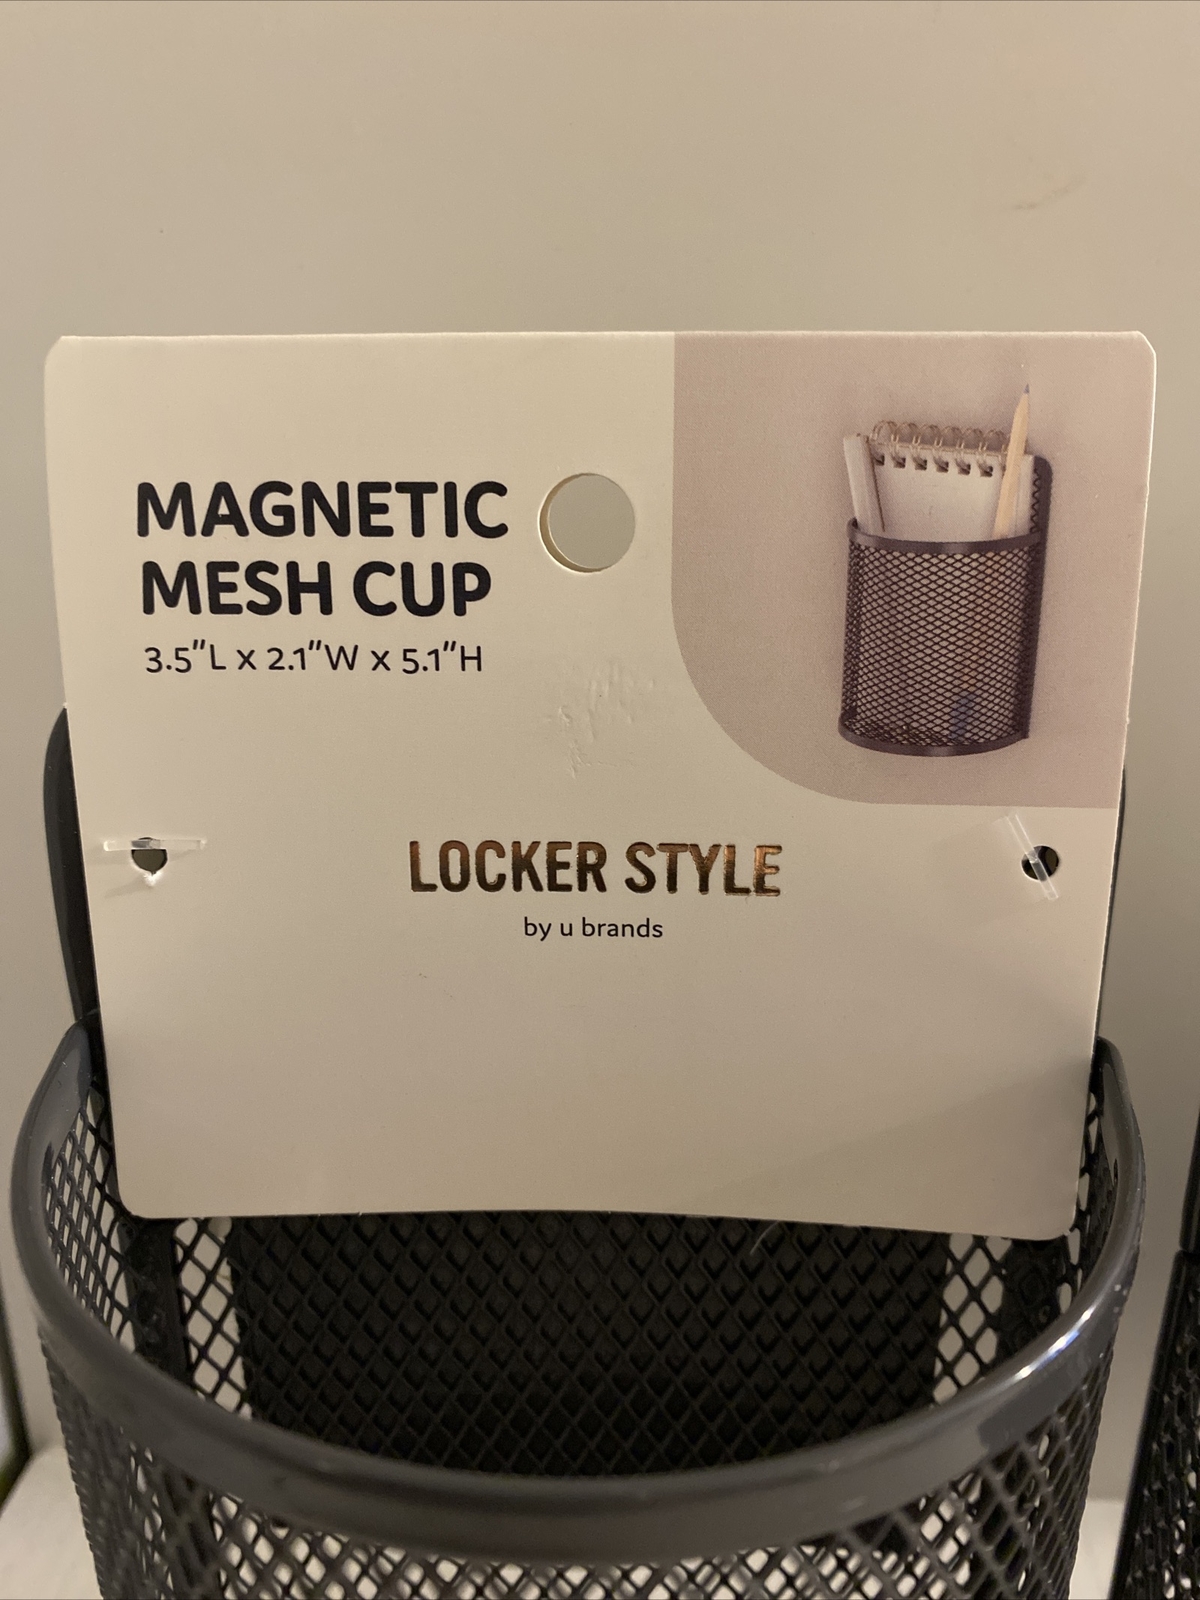 MAGNETIC
MESH CUP
3.5"L x 2.1"W x 5.1"H
LOCKER STYLE
by u brands